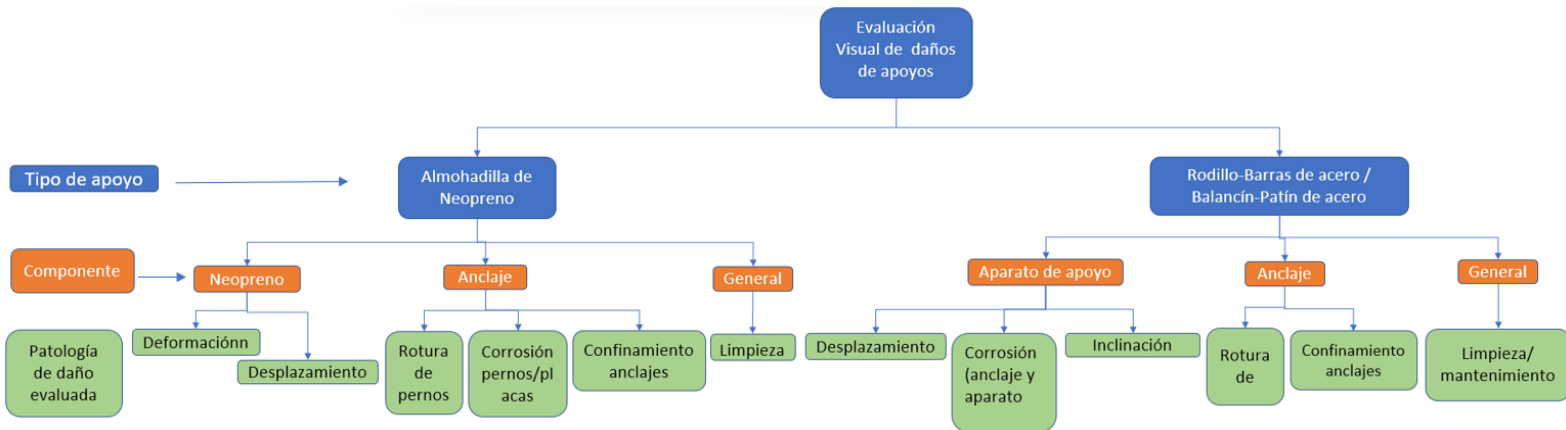 Evaluación
Visual de daños
de apoyos
Tipo de apoyo
Almohadilla de
Neopreno
Rodillo-Barras de acero /
Balancín-Patín de acero
Componente
Neopreno
Anclaje
General
Aparato de apoyo
Anclaje
General
Patología
de daño
evaluada
Deformaciónn
Desplazamiento
Rotura
de
pernos
Corrosión
pernos/pl
acas
Confinamiento
anclajes
Limpieza
Desplazamiento
Corrosión
(anclaje y
aparato
Inclinación
Rotura
de
Confinamiento
anclajes
Limpieza/
mantenimiento